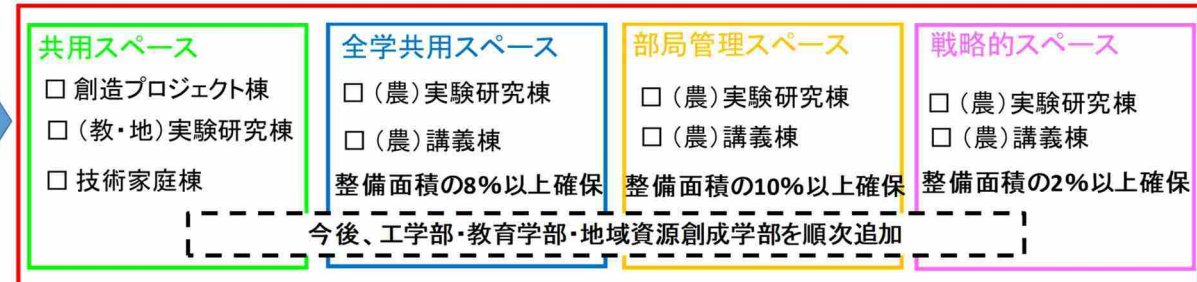 共用スペース
□ 創造プロジェクト棟
□（教・地）実験研究棟
□ 技術家庭棟
全学共用スペース
□（農）実験研究棟
□（農）講義棟
整備面積の8%以上確保
部局管理スペース
□（農）実験研究棟
□（農）講義棟
整備面積の10%以上確保
戦略的スペース
□（農）実験研究棟
□（農）講義棟
整備面積の2%以上確保
今後、工学部・教育学部・地域資源創成学部を順次追加